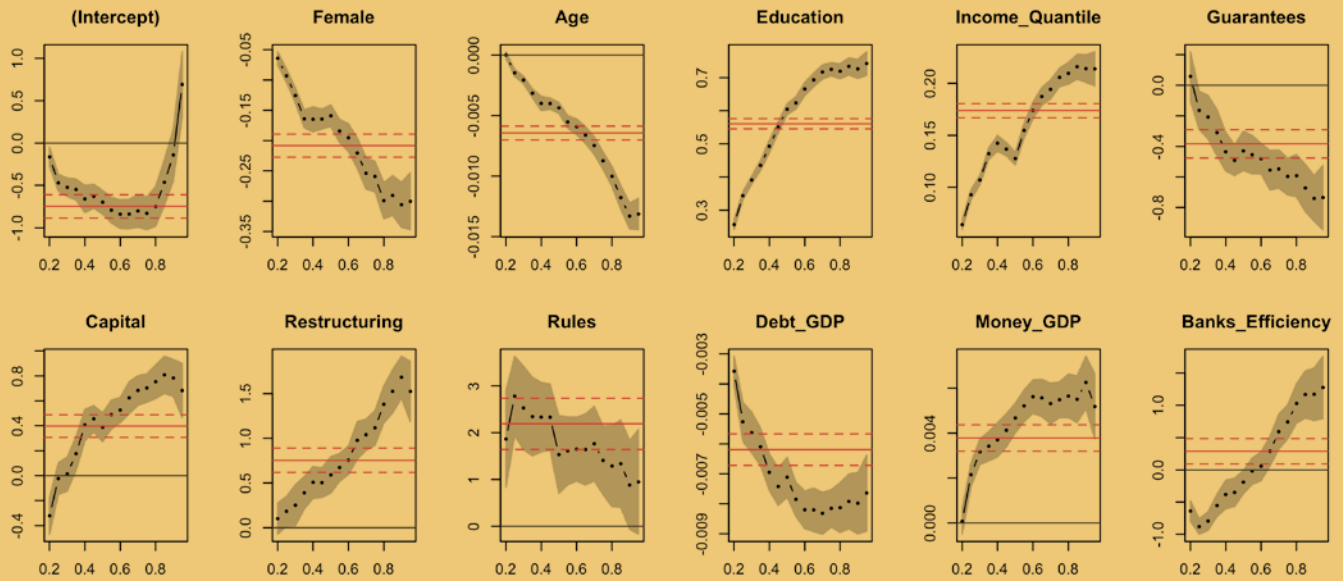 (Intercept)
Female
Age
Education
Income_Quantile
Guarantees
-1.0 -0.5 0.0 0.5 1.0
-0.35 -0.25 -0.15 -0.05
-0.015 -0.010 -0.005 0.000
0.3 0.5 0.7
0.10 0.15 0.20
-0.8 -0.4 0.0
0.2 0.4 0.6 0.8
0.2 0.4 0.6 0.8
0.2 0.4 0.6 0.8
0.2 0.4 0.6 0.8
0.2 0.4 0.6 0.8
0.2 0.4 0.6 0.8
Capital
Restructuring
Rules
Debt_GDP
Money_GDP
Banks_Efficiency
-0.4 0.0 0.4 0.8
0.0 0.5 1.0 1.5
0 1 2 3
-0.009 -0.007 -0.005 -0.003
0.000 0.004
-1.0 0.0 1.0
0.2 0.4 0.6 0.8
0.2 0.4 0.6 0.8
0.2 0.4 0.6 0.8
0.2 0.4 0.6 0.8
0.2 0.4 0.6 0.8
0.2 0.4 0.6 0.8